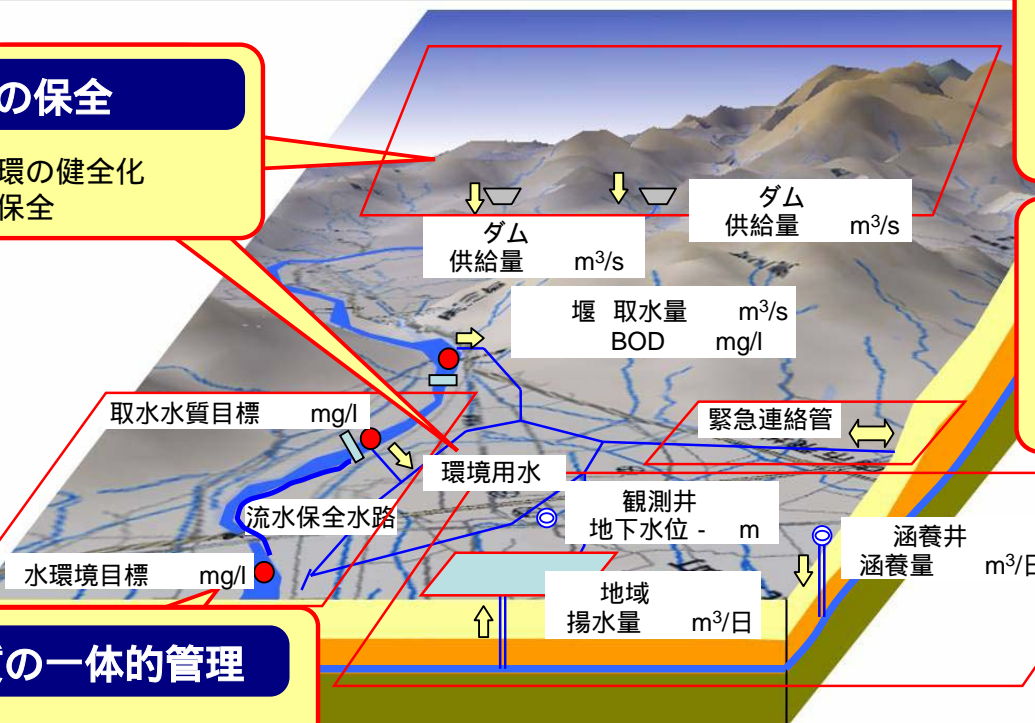 の保全
環の健全化
保全
ダム
供給量 m³/s
ダム
供給量 m³/s
堰 取水量 m³/s
BOD mg/l
取水水質目標 mg/l
緊急連絡管
環境用水
観測井
地下水位 - m
流水保全水路
涵養井
涵養量 m³/日
水環境目標 mg/l
地域
揚水量 m³/日
の一体的管理